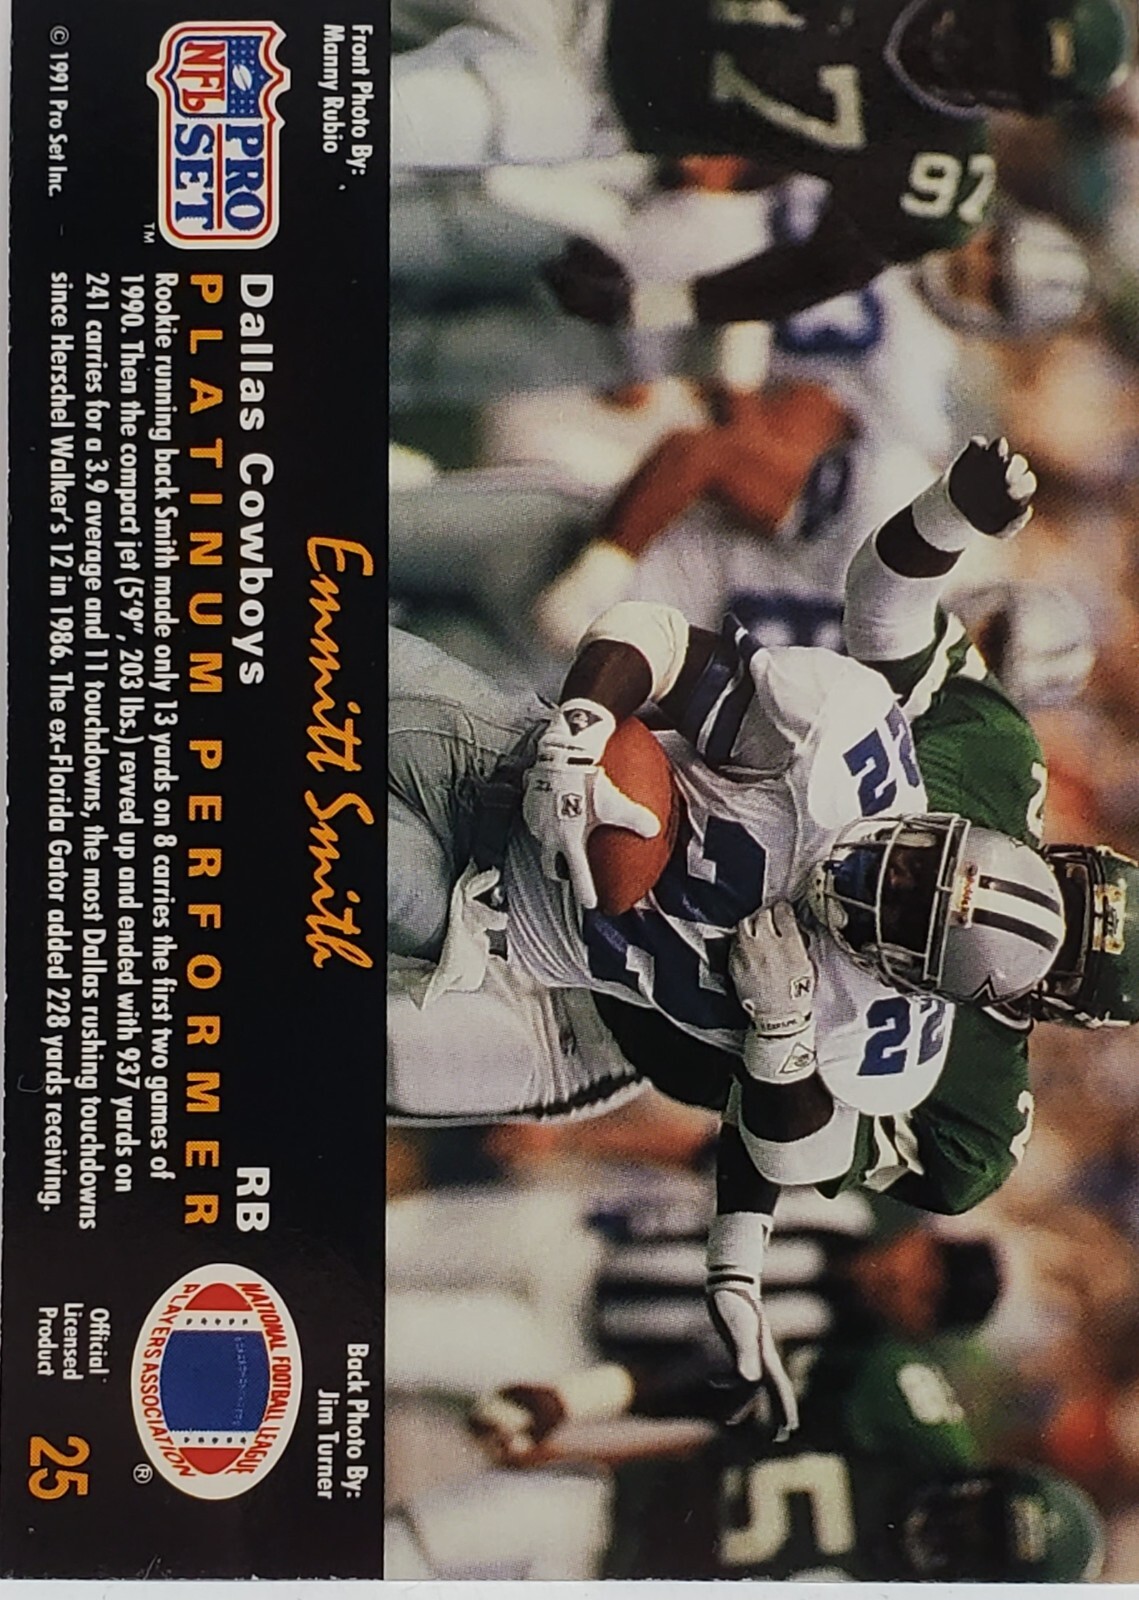 97
7
22
22
22
2
5
Emmitt Smith
Front Photo By:
Manny Rubio
Back Photo By:
Jim Turner
PRO
SET
NFL
TM
© 1991 Pro Set Inc.
Dallas Cowboys RB
PLATINUM PERFORMER
Rookie running back Smith made only 13 yards on 8 carries the first two games of
1990. Then the compact jet (5'9", 203 lbs.) revved up and ended with 937 yards on
241 carries for a 3.9 average and 11 touchdowns, the most Dallas rushing touchdowns
since Herschel Walker's 12 in 1986. The ex-Florida Gator added 228 yards receiving.
NATIONAL FOOTBALL LEAGUE
PLAYERS ASSOCIATION
®
Official
Licensed
Product
25